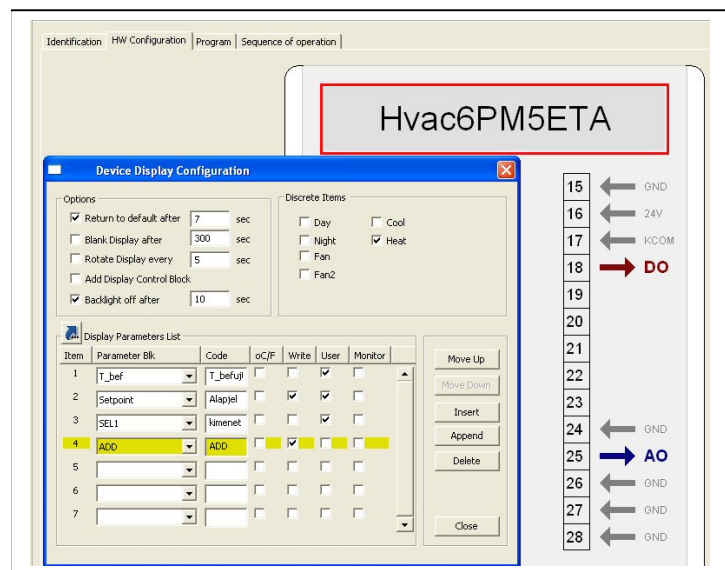 Identification HW Configuration Program Sequence of operation
Hvac6PM5ETA
Device Display Configuration
Options
Return to default after 7 sec
Blank Display after 300 sec
Rotate Display every 5 sec
Add Display Control Block
Backlight off after 10 sec
Discrete Items
Day Cool
Night Heat
Fan
Fan2
Display Parameters List
Item Parameter Blk Code oC/F Write User Monitor
1 T_bef T_befuji
2 Setpoint Alapjel
3 SEL1 kimenet
4 ADD ADD
5
6
7
Move Up
Move Down
Insert
Append
Delete
Close
15 GND
16 24V
17 KCOM
18 DO
19
20
21
22
23
24 GND
25 AO
26 GND
27 GND
28 GND